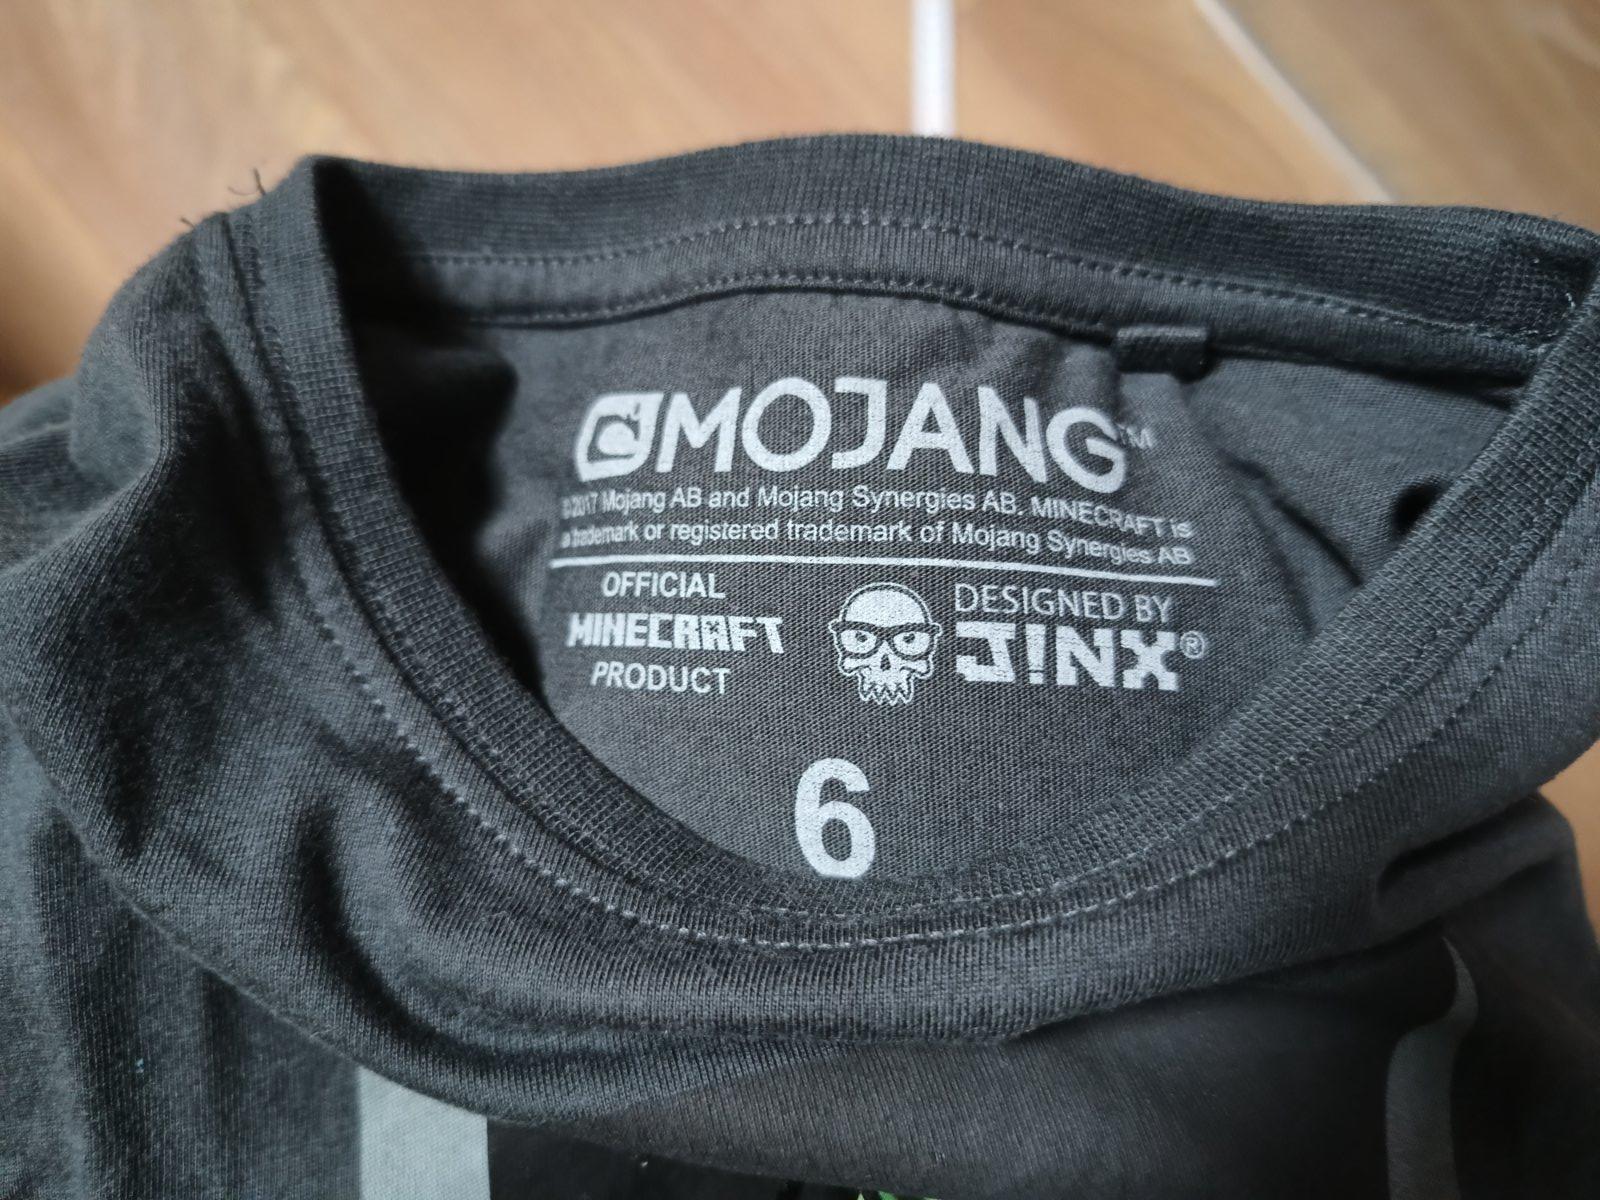 MOJANG™
©2017 Mojang AB and Mojang Synergies AB. MINECRAFT is
a trademark or registered trademark of Mojang Synergies AB
OFFICIAL
MINECRAFT
PRODUCT
DESIGNED BY
J!NX®
6